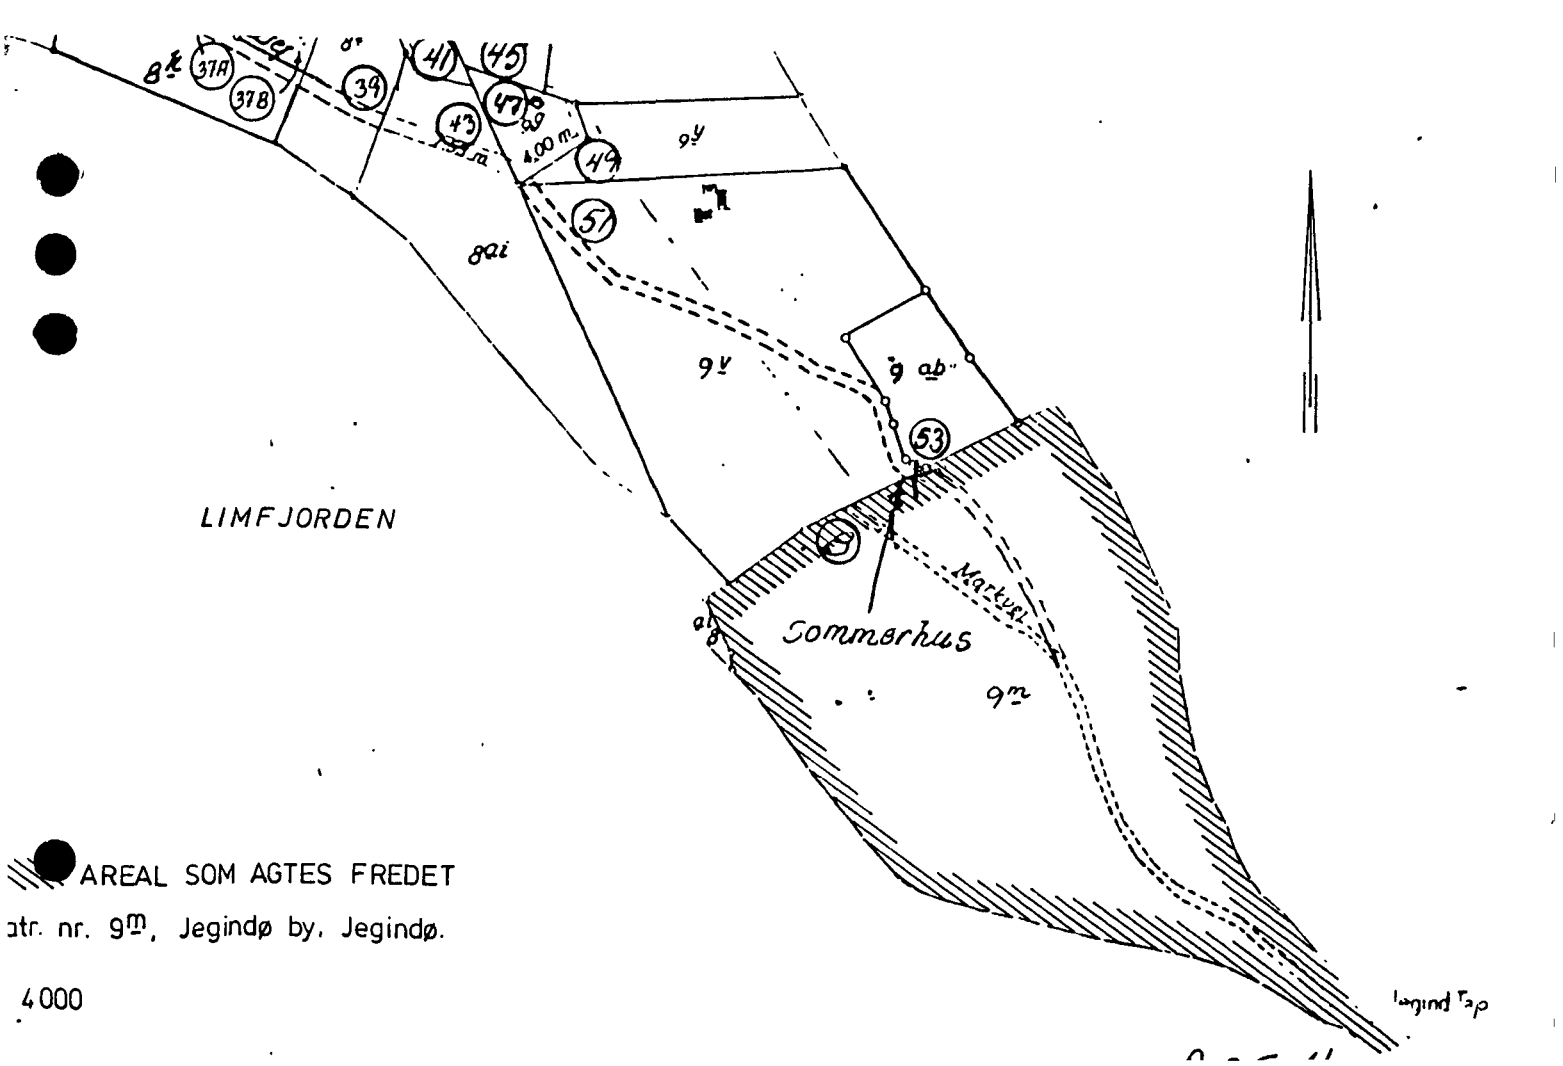 8k
37A
37B
39
41
45
43
47
4.00 m
49
9y
51
8ai
9v
"9 ab"
53
LIMFJORDEN
Markvej
Sommerhus
9m
AREAL SOM AGTES FREDET
atr. nr. 9m, Jegindø by, Jegindø.
4000